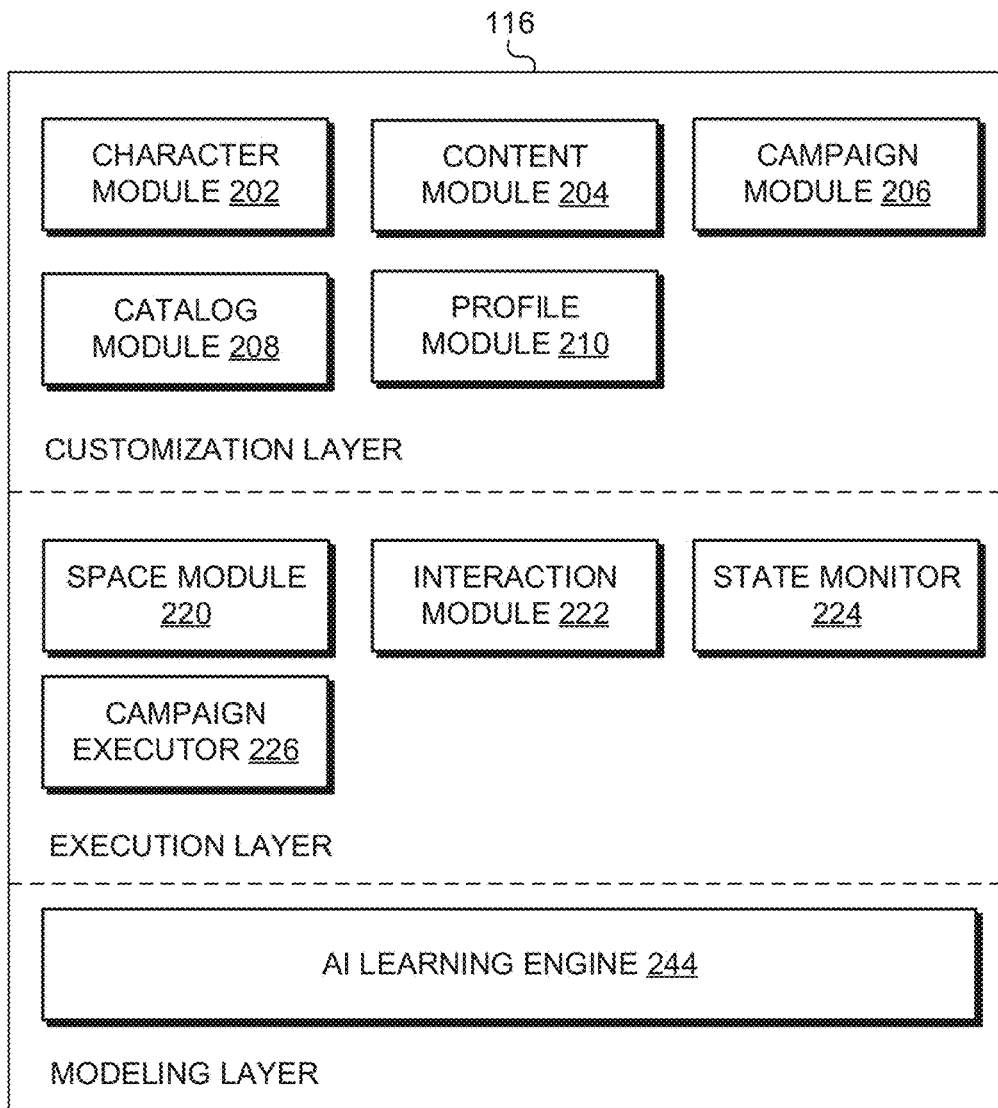 116
CHARACTER
MODULE 202
CONTENT
MODULE 204
CAMPAIGN
MODULE 206
CATALOG
MODULE 208
PROFILE
MODULE 210
CUSTOMIZATION LAYER
SPACE MODULE
220
INTERACTION
MODULE 222
STATE MONITOR
224
CAMPAIGN
EXECUTOR 226
EXECUTION LAYER
AI LEARNING ENGINE 244
MODELING LAYER